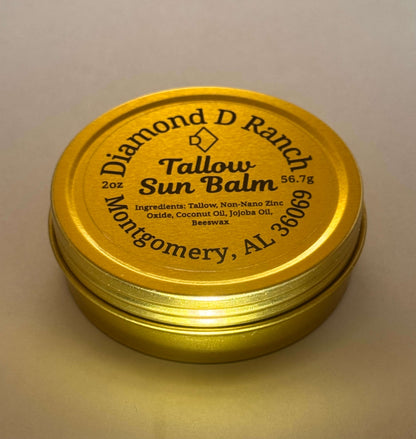 Diamond D Ranch
D
Tallow
Sun Balm
2oz
56.7g
Ingredients: Tallow, Non-Nano Zinc
Oxide, Coconut Oil, Jojoba Oil,
Beeswax
Montgomery, AL 36069